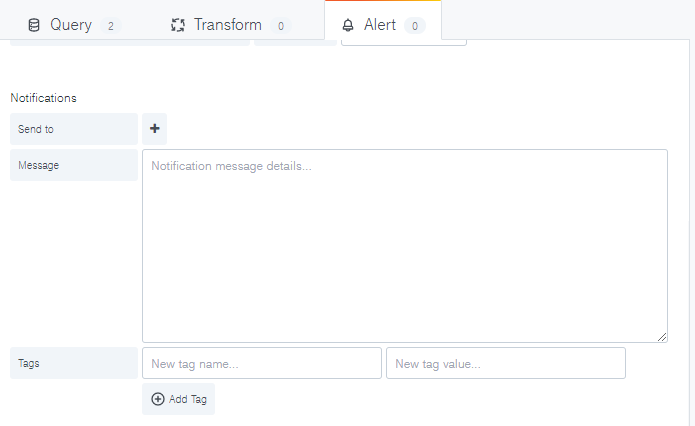 Query 2 Transform 0 Alert 0
Notifications
Send to
Message Notification message details...
Tags New tag name... New tag value...
Add Tag